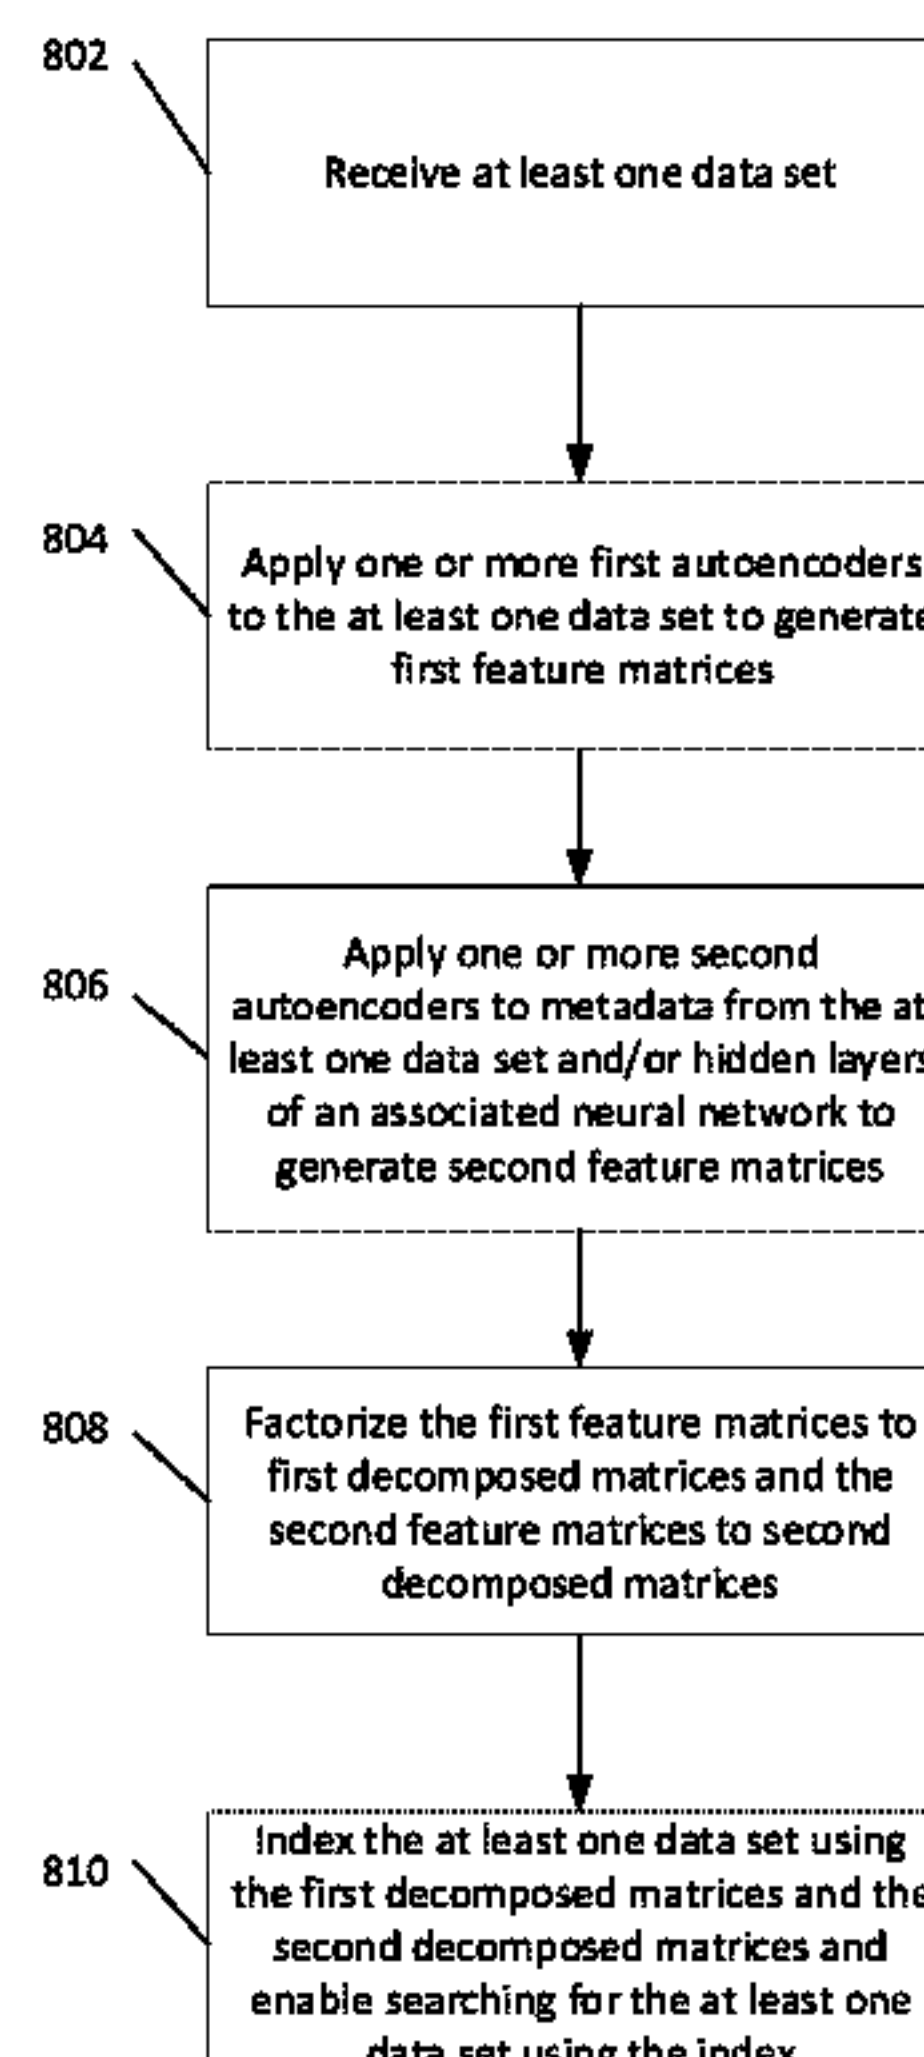 802
Receive at least one data set
804
Apply one or more first autoencoders
to the at least one data set to generate
first feature matrices
806
Apply one or more second
autoencoders to metadata from the at
least one data set and/or hidden layers
of an associated neural network to
generate second feature matrices
808
Factorize the first feature matrices to
first decomposed matrices and the
second feature matrices to second
decomposed matrices
810
Index the at least one data set using
the first decomposed matrices and the
second decomposed matrices and
enable searching for the at least one
data set using the index